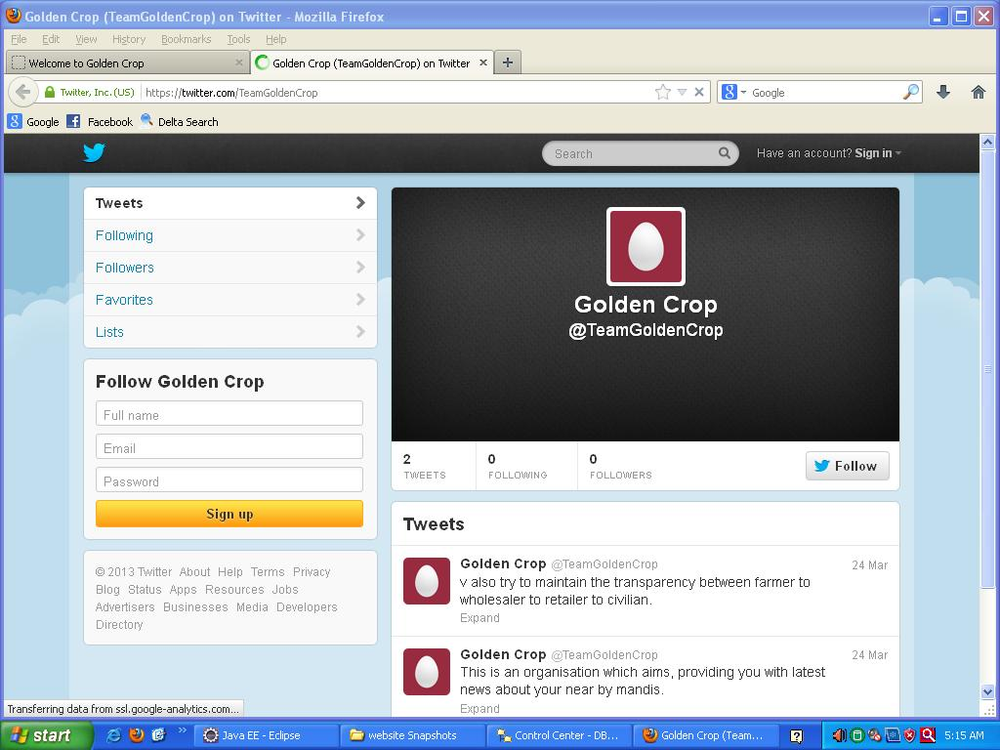 Golden Crop (TeamGoldenCrop) on Twitter - Mozilla Firefox
File Edit View History Bookmarks Tools Help
Welcome to Golden Crop
Golden Crop (TeamGoldenCrop) on Twitter
Twitter, Inc. (US) https://twitter.com/TeamGoldenCrop
Google
Google Facebook Delta Search
Search
Have an account? Sign in
Tweets
Following
Followers
Favorites
Lists
Follow Golden Crop
Full name
Email
Password
Sign up
© 2013 Twitter About Help Terms Privacy
Blog Status Apps Resources Jobs
Advertisers Businesses Media Developers
Directory
Golden Crop
@TeamGoldenCrop
2 TWEETS
0 FOLLOWING
0 FOLLOWERS
Follow
Tweets
Golden Crop @TeamGoldenCrop 24 Mar
v also try to maintain the transparency between farmer to
wholesaler to retailer to civilian.
Expand
Golden Crop @TeamGoldenCrop 24 Mar
This is an organisation which aims, providing you with latest
news about your near by mandis.
Expand
Transferring data from ssl.google-analytics.com...
start Java EE - Eclipse website Snapshots Control Center - DB... Golden Crop (Team... 5:15 AM